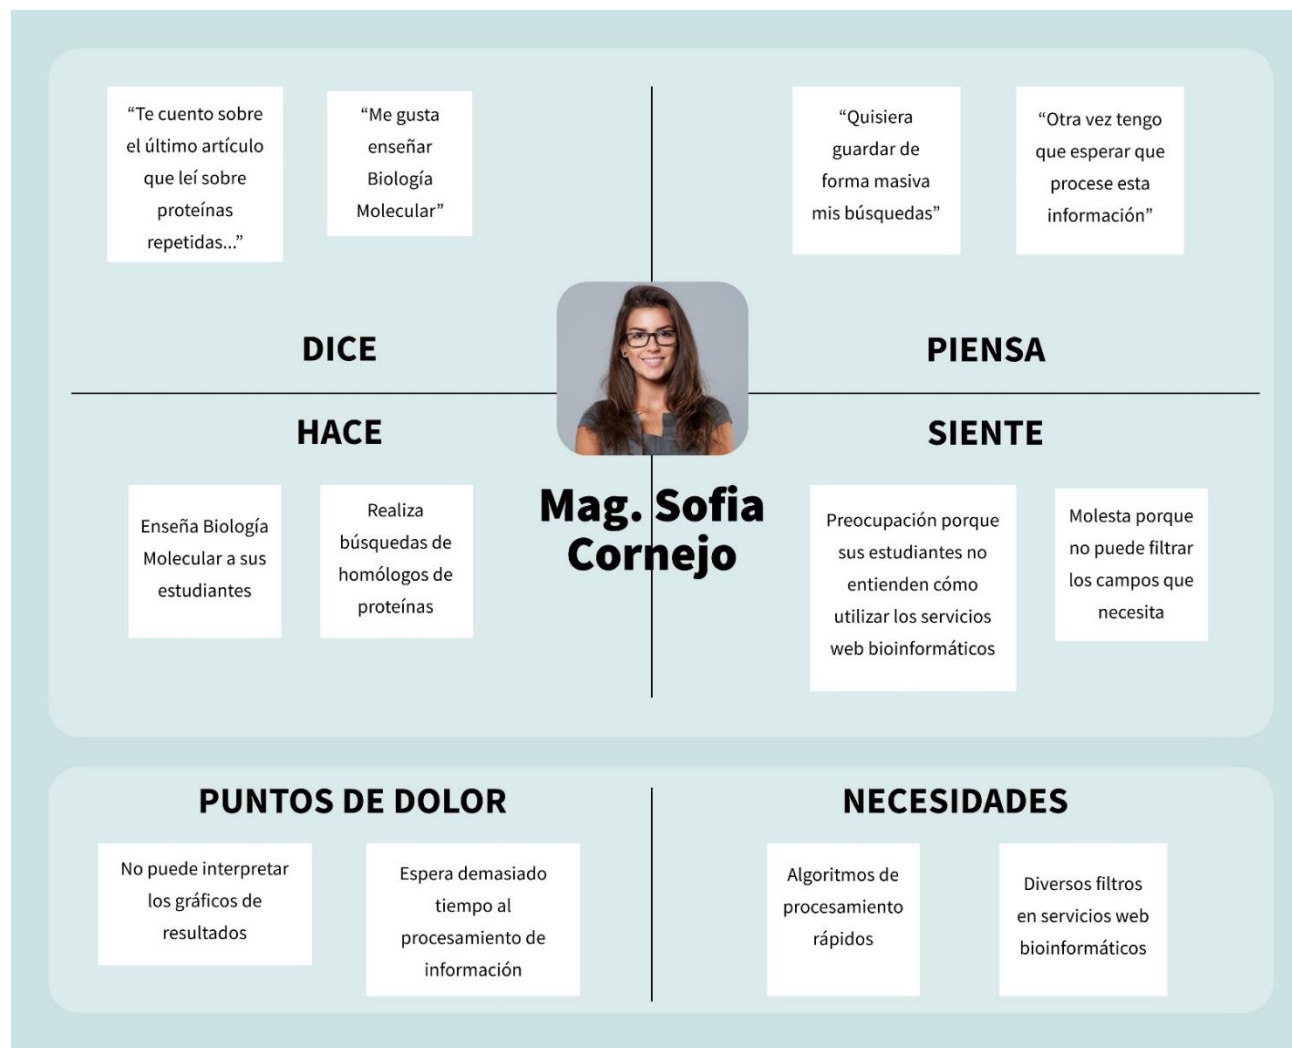 “Te cuento sobre
el último artículo
que leí sobre
proteínas
repetidas...”
“Me gusta
enseñar
Biología
Molecular”
DICE
“Quisiera
guardar de
forma masiva
mis búsquedas”
“Otra vez tengo
que esperar que
procese esta
información”
PIENSA
HACE
Enseña Biología
Molecular a sus
estudiantes
Realiza
búsquedas de
homólogos de
proteínas
Mag. Sofia
Cornejo
SIENTE
Preocupación porque
sus estudiantes no
entienden cómo
utilizar los servicios
web bioinformáticos
Molesta porque
no puede filtrar
los campos que
necesita
PUNTOS DE DOLOR
No puede interpretar
los gráficos de
resultados
Espera demasiado
tiempo al
procesamiento de
información
NECESIDADES
Algoritmos de
procesamiento
rápidos
Diversos filtros
en servicios web
bioinformáticos